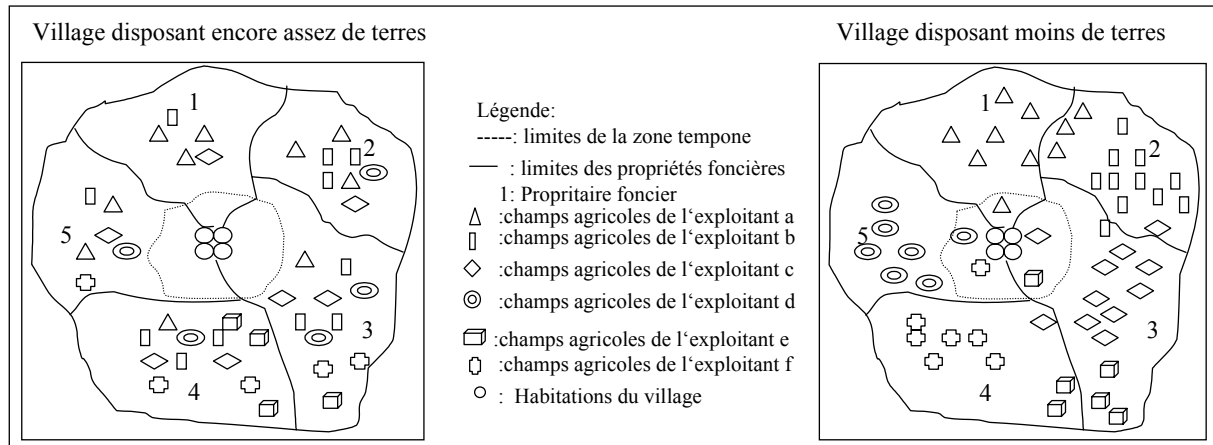 Village disposant encore assez de terres
Village disposant moins de terres
1
2
3
4
5
Légende:
-----: limites de la zone tempone
— : limites des propriétés foncières
1: Propritaire foncier
:champs agricoles de l‘exploitant a
:champs agricoles de l‘exploitant b
:champs agricoles de l‘exploitant c
:champs agricoles de l‘exploitant d
:champs agricoles de l‘exploitant e
:champs agricoles de l‘exploitant f
: Habitations du village
1
2
3
4
5